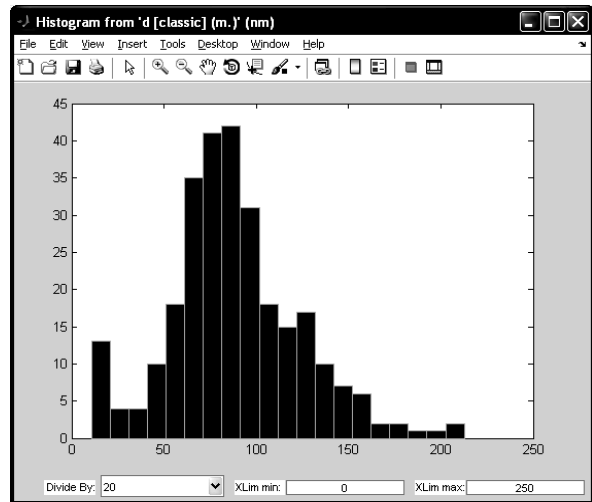 Histogram from 'd [classic] (m.)' (nm)
File Edit View Insert Tools Desktop Window Help
45
40
35
30
25
20
15
10
5
0
0 50 100 150 200 250
Divide By: 20 XLim min: 0 XLim max: 250